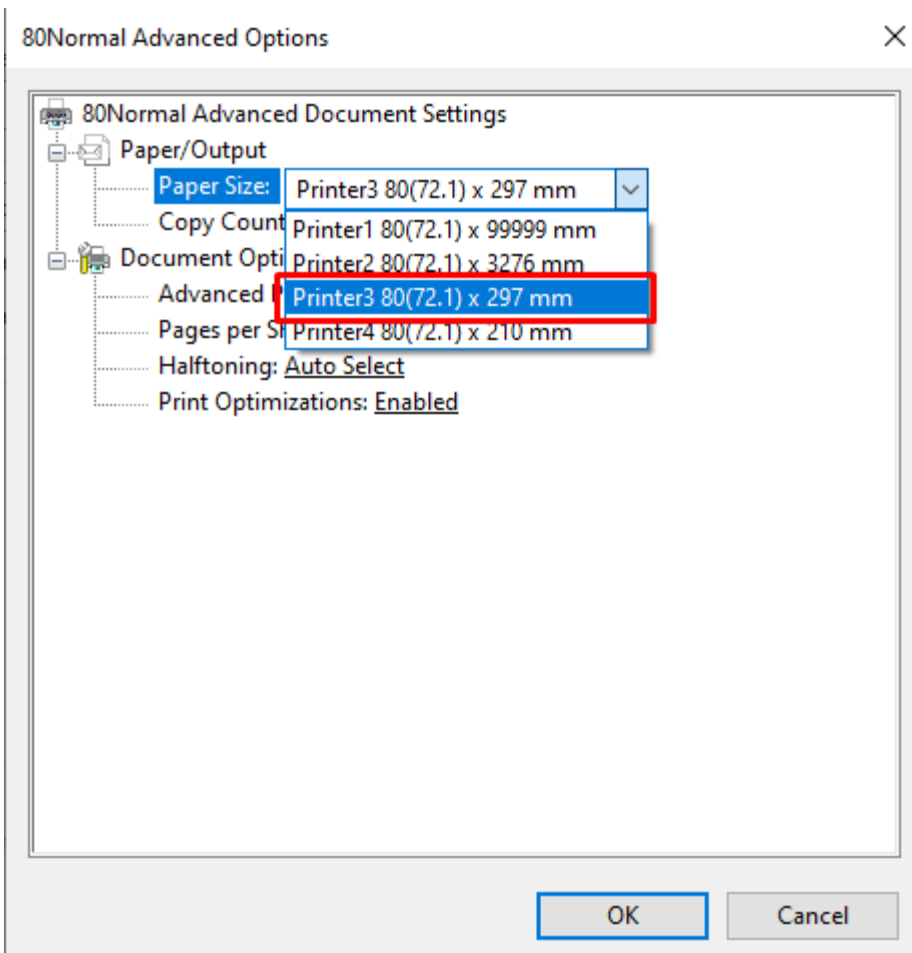 80Normal Advanced Options
80Normal Advanced Document Settings
Paper/Output
Paper Size: Printer3 80(72.1) x 297 mm
Copy Count
Printer1 80(72.1) x 99999 mm
Document Opti
Printer2 80(72.1) x 3276 mm
Advanced
Printer3 80(72.1) x 297 mm
Pages per
Printer4 80(72.1) x 210 mm
Halftoning: Auto Select
Print Optimizations: Enabled
OK Cancel